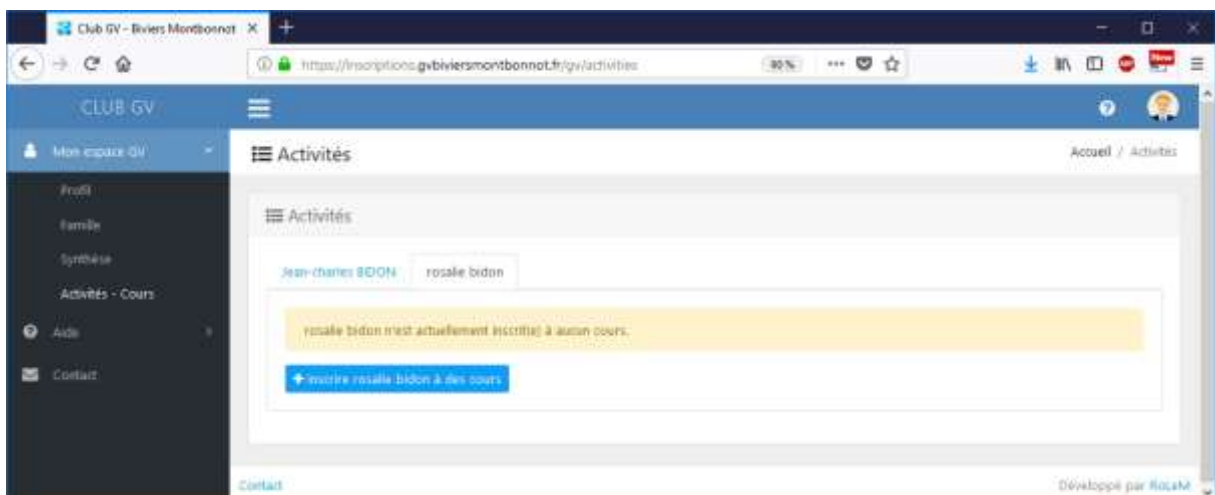 Club GV - Biviers Montbonnot
https://inscriptions.gvbiviersmontbonnot.fr/gv/activities
90 %
New
CLUB GV
Mon espace GV
Activités
Accueil / Activités
Profil
Famille
Synthèse
Activités - Cours
Aide
Contact
Activités
Jean-charles BIDON
rosalie bidon
rosalie bidon n'est actuellement inscrit(e) à aucun cours.
inscrire rosalie bidon à des cours
Contact
Développé par RoLeM